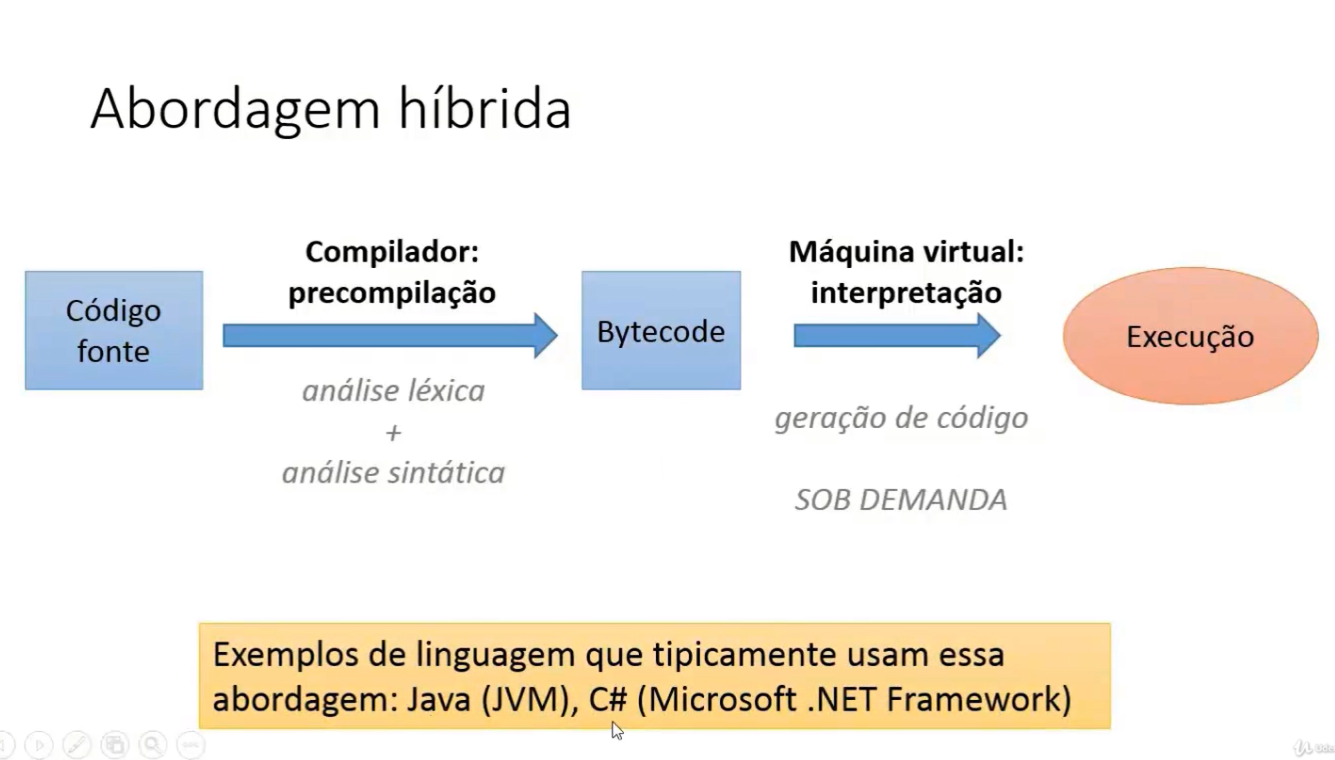 Abordagem híbrida
Compilador:
precompilação
Máquina virtual:
interpretação
Código
fonte
Bytecode
Execução
análise léxica
+
análise sintática
geração de código
SOB DEMANDA
Exemplos de linguagem que tipicamente usam essa
abordagem: Java (JVM), C# (Microsoft .NET Framework)